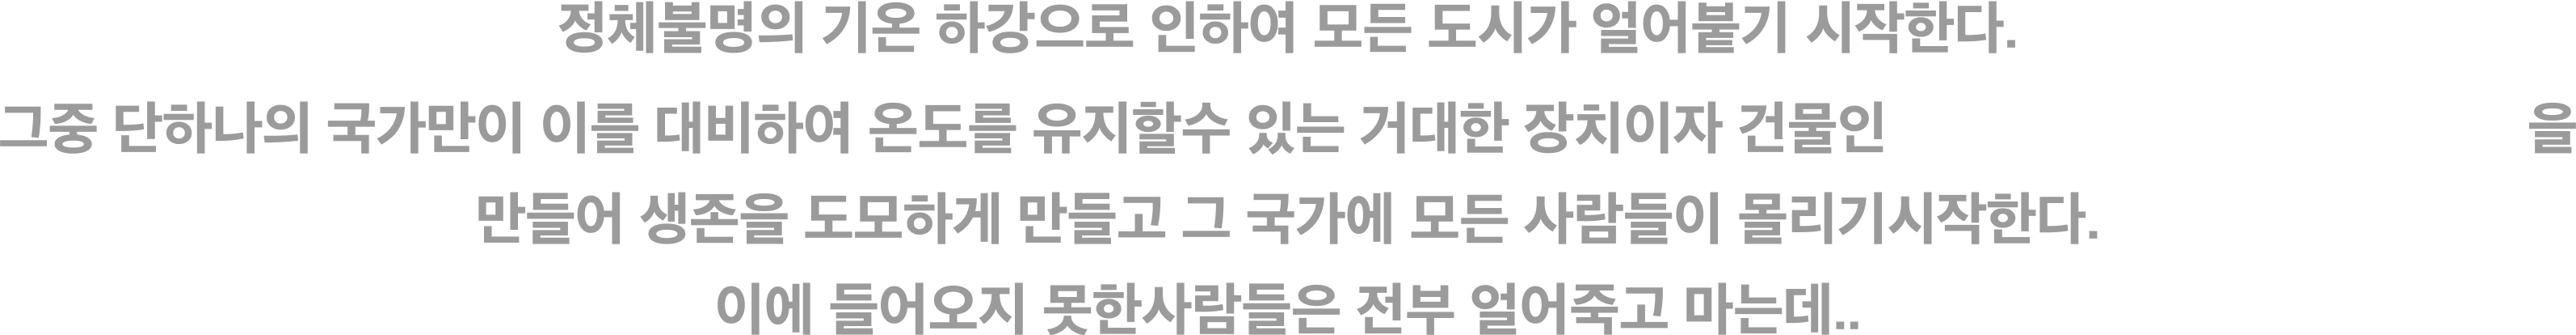 정체불명의 기온 하강으로 인하여 모든 도시가 얼어붙기 시작한다.
그중 단하나의 국가만이 이를 대비하여 온도를 유지할수 있는 거대한 장치이자 건물인 을
만들어 생존을 도모하게 만들고 그 국가에 모든 사람들이 몰리기시작한다.
이에 들어오지 못한사람들은 전부 얼어죽고 마는데..